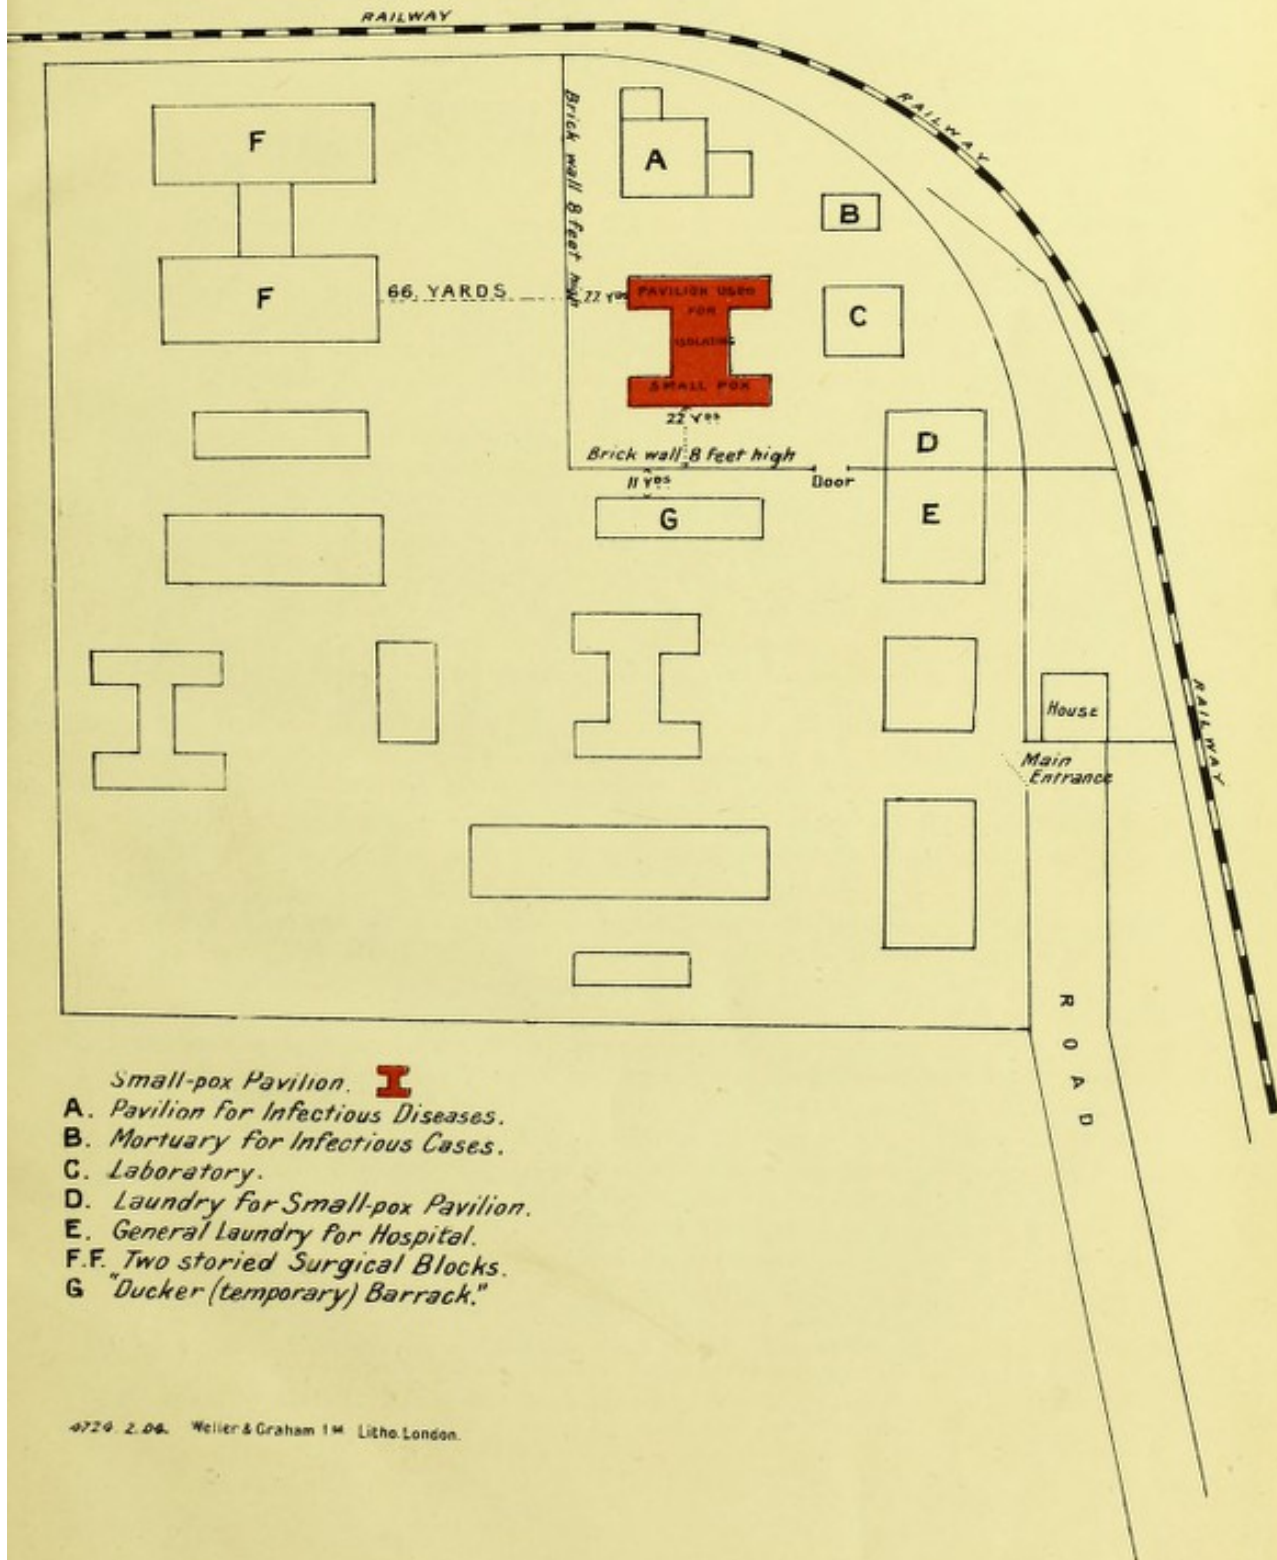 RAILWAY
RAILWAY
RAILWAY
Brick wall 8 feet high
F
F
A
B
C
66 YARDS
22 yds
PAVILION USED
FOR
ISOLATING
SMALL POX
22 yds
Brick wall 8 feet high
11 yds
Door
D
E
G
House
Main
Entrance
ROAD
Small-pox Pavilion.
A. Pavilion for Infectious Diseases.
B. Mortuary for Infectious Cases.
C. Laboratory.
D. Laundry for Small-pox Pavilion.
E. General Laundry for Hospital.
F.F. Two storied Surgical Blocks.
G "Ducker (temporary) Barrack."
Weller & Graham Ltd. Litho. London.